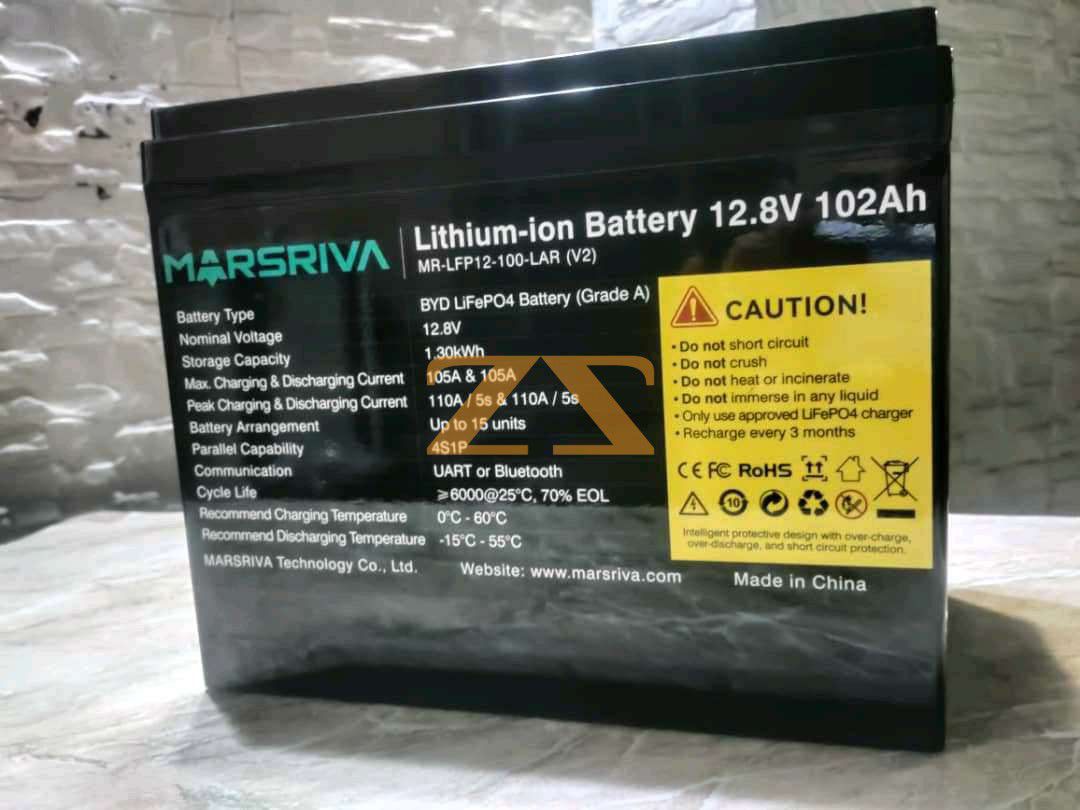 MARSRIVA
Lithium-ion Battery 12.8V 102Ah
MR-LFP12-100-LAR (V2)
Battery Type BYD LiFePO4 Battery (Grade A)
Nominal Voltage 12.8V
Storage Capacity 1.30kWh
Max. Charging & Discharging Current 105A & 105A
Peak Charging & Discharging Current 110A / 5s & 110A / 5s
Battery Arrangement Up to 15 units
Parallel Capability 4S1P
Communication UART or Bluetooth
Cycle Life ≥6000@25°C, 70% EOL
Recommend Charging Temperature 0°C - 60°C
Recommend Discharging Temperature -15°C - 55°C
MARSRIVA Technology Co., Ltd. Website: www.marsriva.com Made in China
CAUTION!
• Do not short circuit
• Do not crush
• Do not heat or incinerate
• Do not immerse in any liquid
• Only use approved LiFePO4 charger
• Recharge every 3 months
CE FC RoHS
10
Intelligent protective design with over-charge,
over-discharge, and short circuit protection.